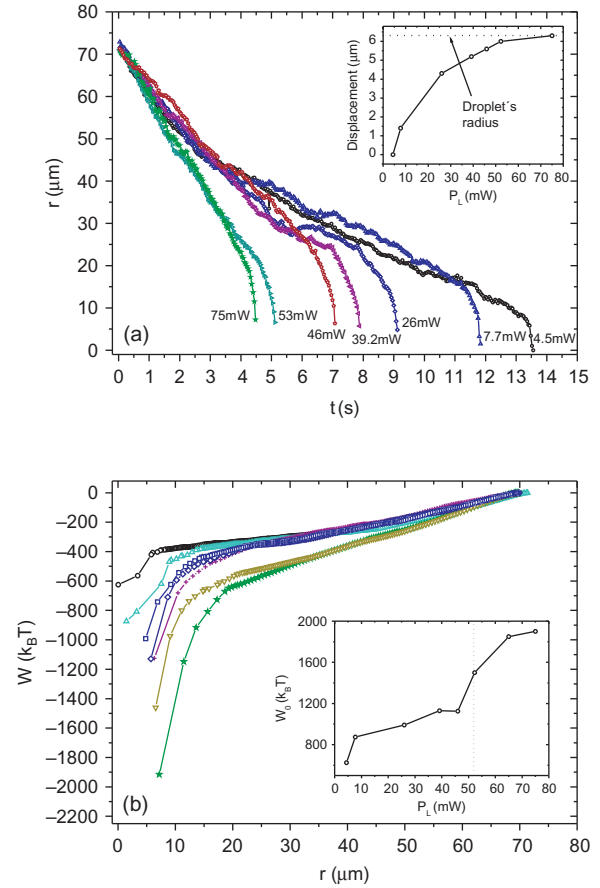 80
70
60
50
40
30
20
10
0
r (μm)
(a)
75mW
53mW
46mW
39.2mW
26mW
7.7mW
4.5mW
0 1 2 3 4 5 6 7 8 9 10 11 12 13 14 15
t (s)
6
5
4
3
2
1
0
Displacement (μm)
Droplet´s
radius
0 10 20 30 40 50 60 70 80
P_L (mW)
0
−200
−400
−600
−800
−1000
−1200
−1400
−1600
−1800
−2000
−2200
W (k_BT)
(b)
0 10 20 30 40 50 60 70 80
r (μm)
2000
1600
1200
800
W_0 (k_BT)
0 10 20 30 40 50 60 70 80
P_L (mW)